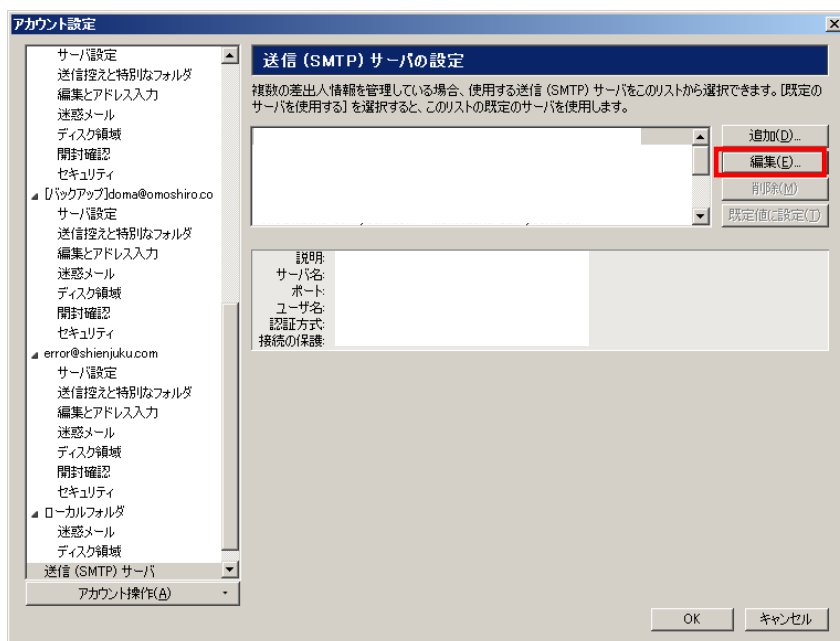 アカウント設定
サーバ設定
送信控えと特別なフォルダ
編集とアドレス入力
迷惑メール
ディスク領域
開封確認
セキュリティ
[バックアップ]doma@omoshiro.co
サーバ設定
送信控えと特別なフォルダ
編集とアドレス入力
迷惑メール
ディスク領域
開封確認
セキュリティ
error@shienjuku.com
サーバ設定
送信控えと特別なフォルダ
編集とアドレス入力
迷惑メール
ディスク領域
開封確認
セキュリティ
ローカルフォルダ
迷惑メール
ディスク領域
送信 (SMTP) サーバ
アカウント操作(A)
送信 (SMTP) サーバの設定
複数の差出人情報を管理している場合、使用する送信 (SMTP) サーバをこのリストから選択できます。[既定の
サーバを使用する] を選択すると、このリストの既定のサーバを使用します。
追加(D)...
編集(E)...
削除(M)
既定値に設定(T)
説明:
サーバ名:
ポート:
ユーザ名:
認証方式:
接続の保護:
OK
キャンセル